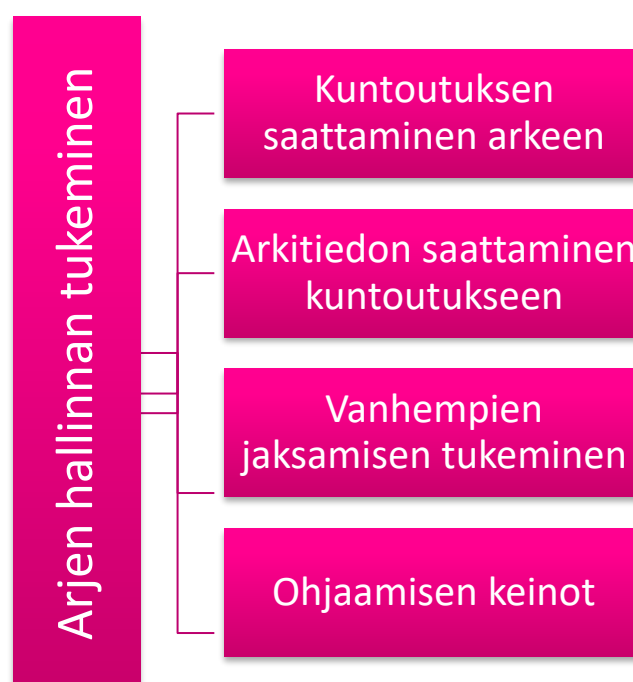 Arjen hallinnan tukeminen
Kuntoutuksen
saattaminen arkeen
Arkitiedon saattaminen
kuntoutukseen
Vanhempien
jaksamisen tukeminen
Ohjaamisen keinot